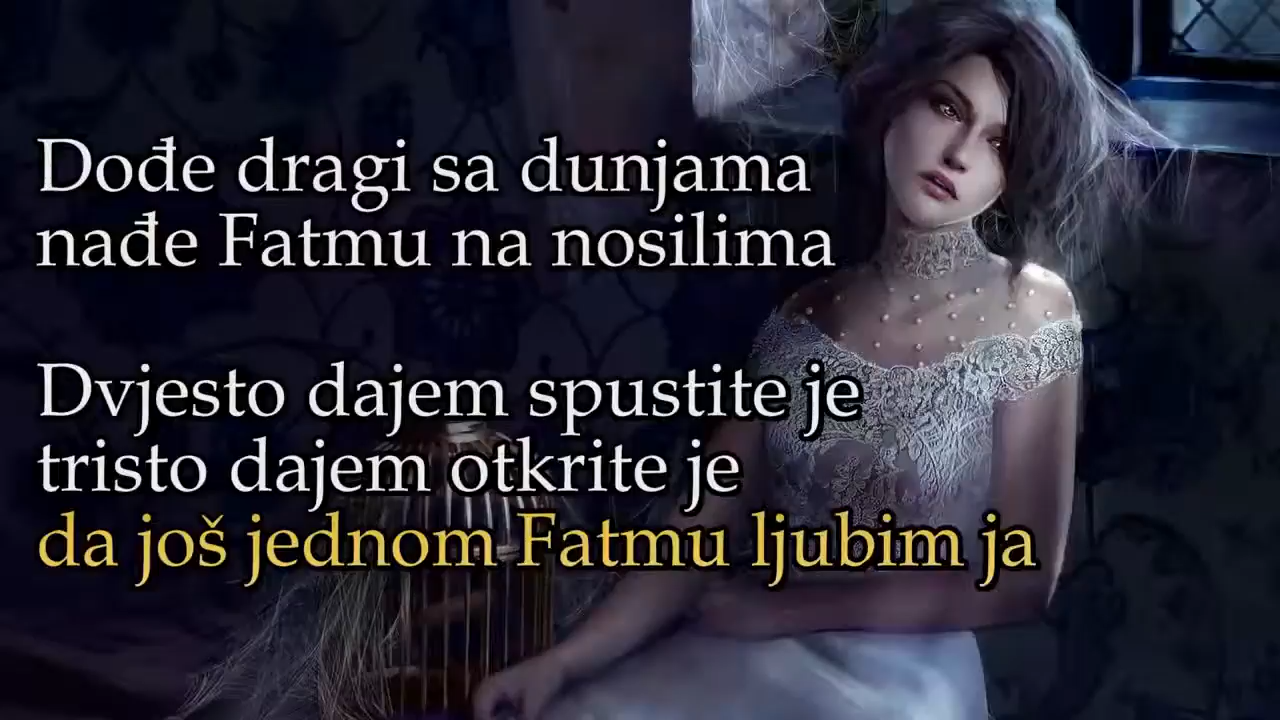 Dođe dragi sa dunjama
nađe Fatmu na nosilima
Dvjesto dajem spustite je
tristo dajem otkrite je
da još jednom Fatmu ljubim ja